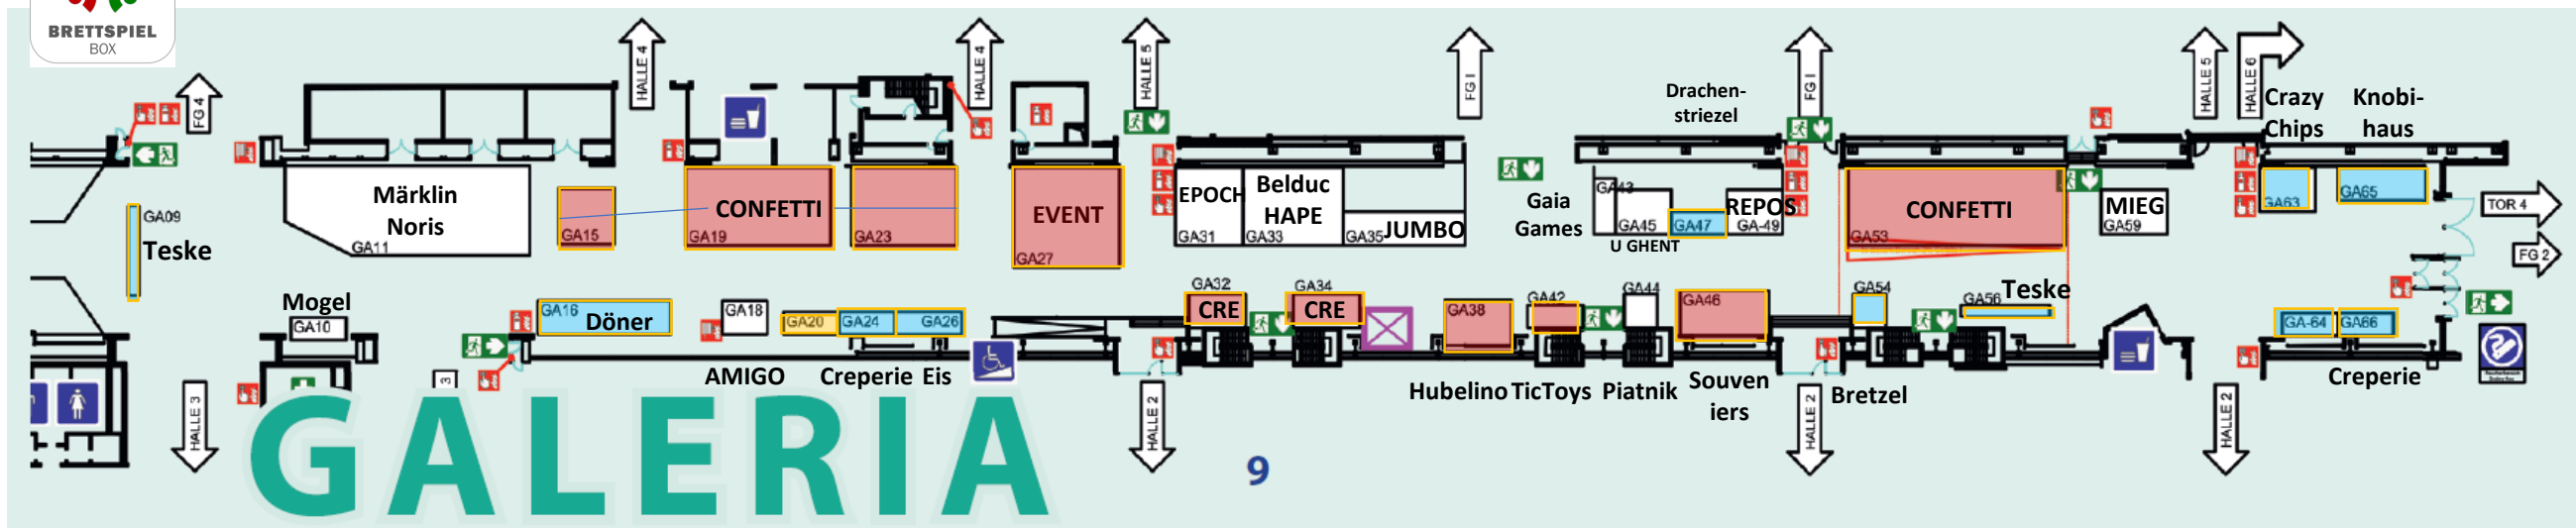 BRETTSPIEL
BOX
FG 4
HALLE 4
HALLE 4
HALLE 5
FG I
FG I
HALLE 5
HALLE 6
Drachen-
striezel
Crazy
Chips
Knobi-
haus
GA09
Teske
Märklin
Noris
GA11
GA15
CONFETTI
GA19
GA23
EVENT
GA27
EPOCH
GA31
Belduc
HAPE
GA33
GA35
JUMBO
Gaia
Games
GA43
GA45
U GHENT
GA47
REPOS
GA-49
CONFETTI
GA53
MIEG
GA59
GA63
GA65
TOR 4
FG 2
Mogel
GA10
GA16
Döner
GA18
GA20
GA24
GA26
GA32
CRE
GA34
CRE
GA38
GA42
GA44
GA46
GA54
GA56
Teske
GA-64
GA66
AMIGO
Creperie
Eis
Hubelino
TicToys
Piatnik
Souven
iers
Bretzel
Creperie
HALLE 3
3
HALLE 2
HALLE 2
HALLE 2
GALERIA
9